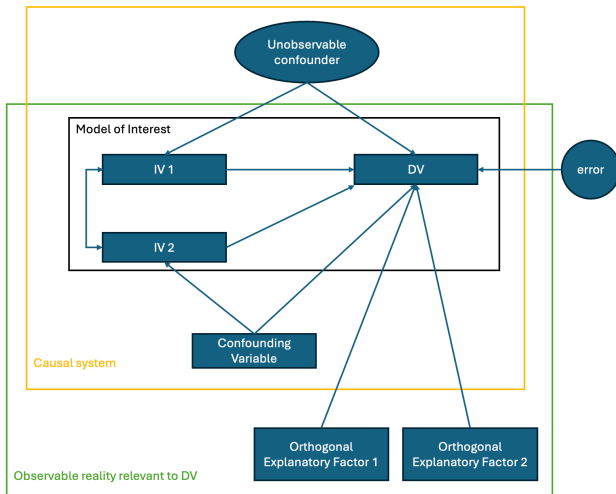 Unobservable
confounder
Model of Interest
IV 1
DV
error
IV 2
Confounding
Variable
Causal system
Orthogonal
Explanatory Factor 1
Orthogonal
Explanatory Factor 2
Observable reality relevant to DV